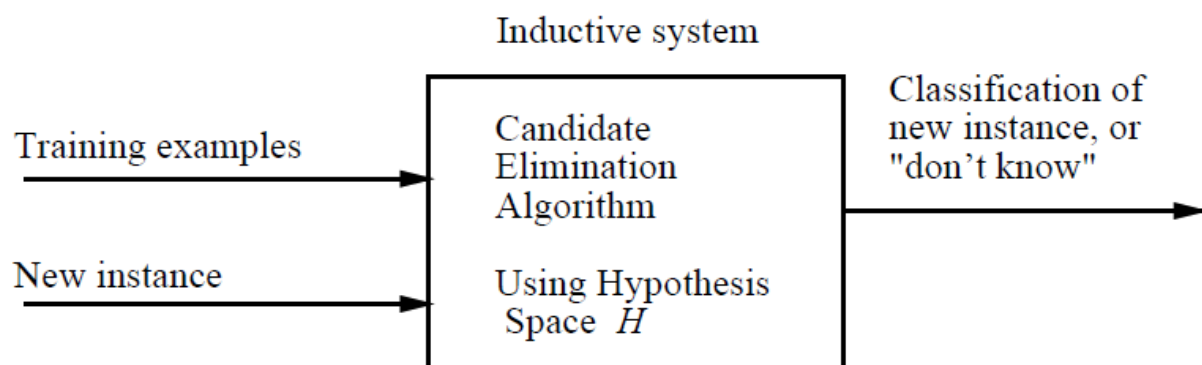 Inductive system
Training examples
New instance
Candidate
Elimination
Algorithm
Using Hypothesis
Space H
Classification of
new instance, or
"don't know"